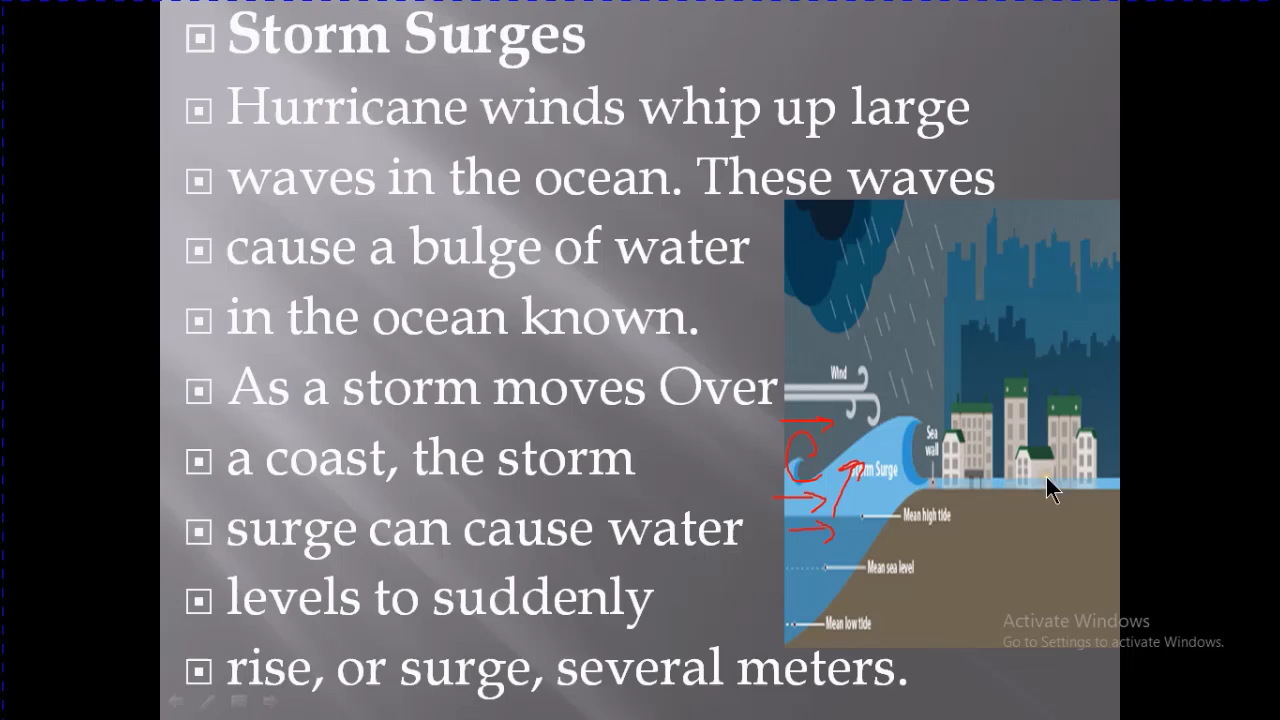 Storm Surges
Hurricane winds whip up large
waves in the ocean. These waves
cause a bulge of water
in the ocean known.
As a storm moves Over
a coast, the storm
surge can cause water
levels to suddenly
rise, or surge, several meters.
Wind
Sea
wall
Storm Surge
Mean high tide
Mean sea level
Mean low tide
Activate Windows
Go to Settings to activate Windows.